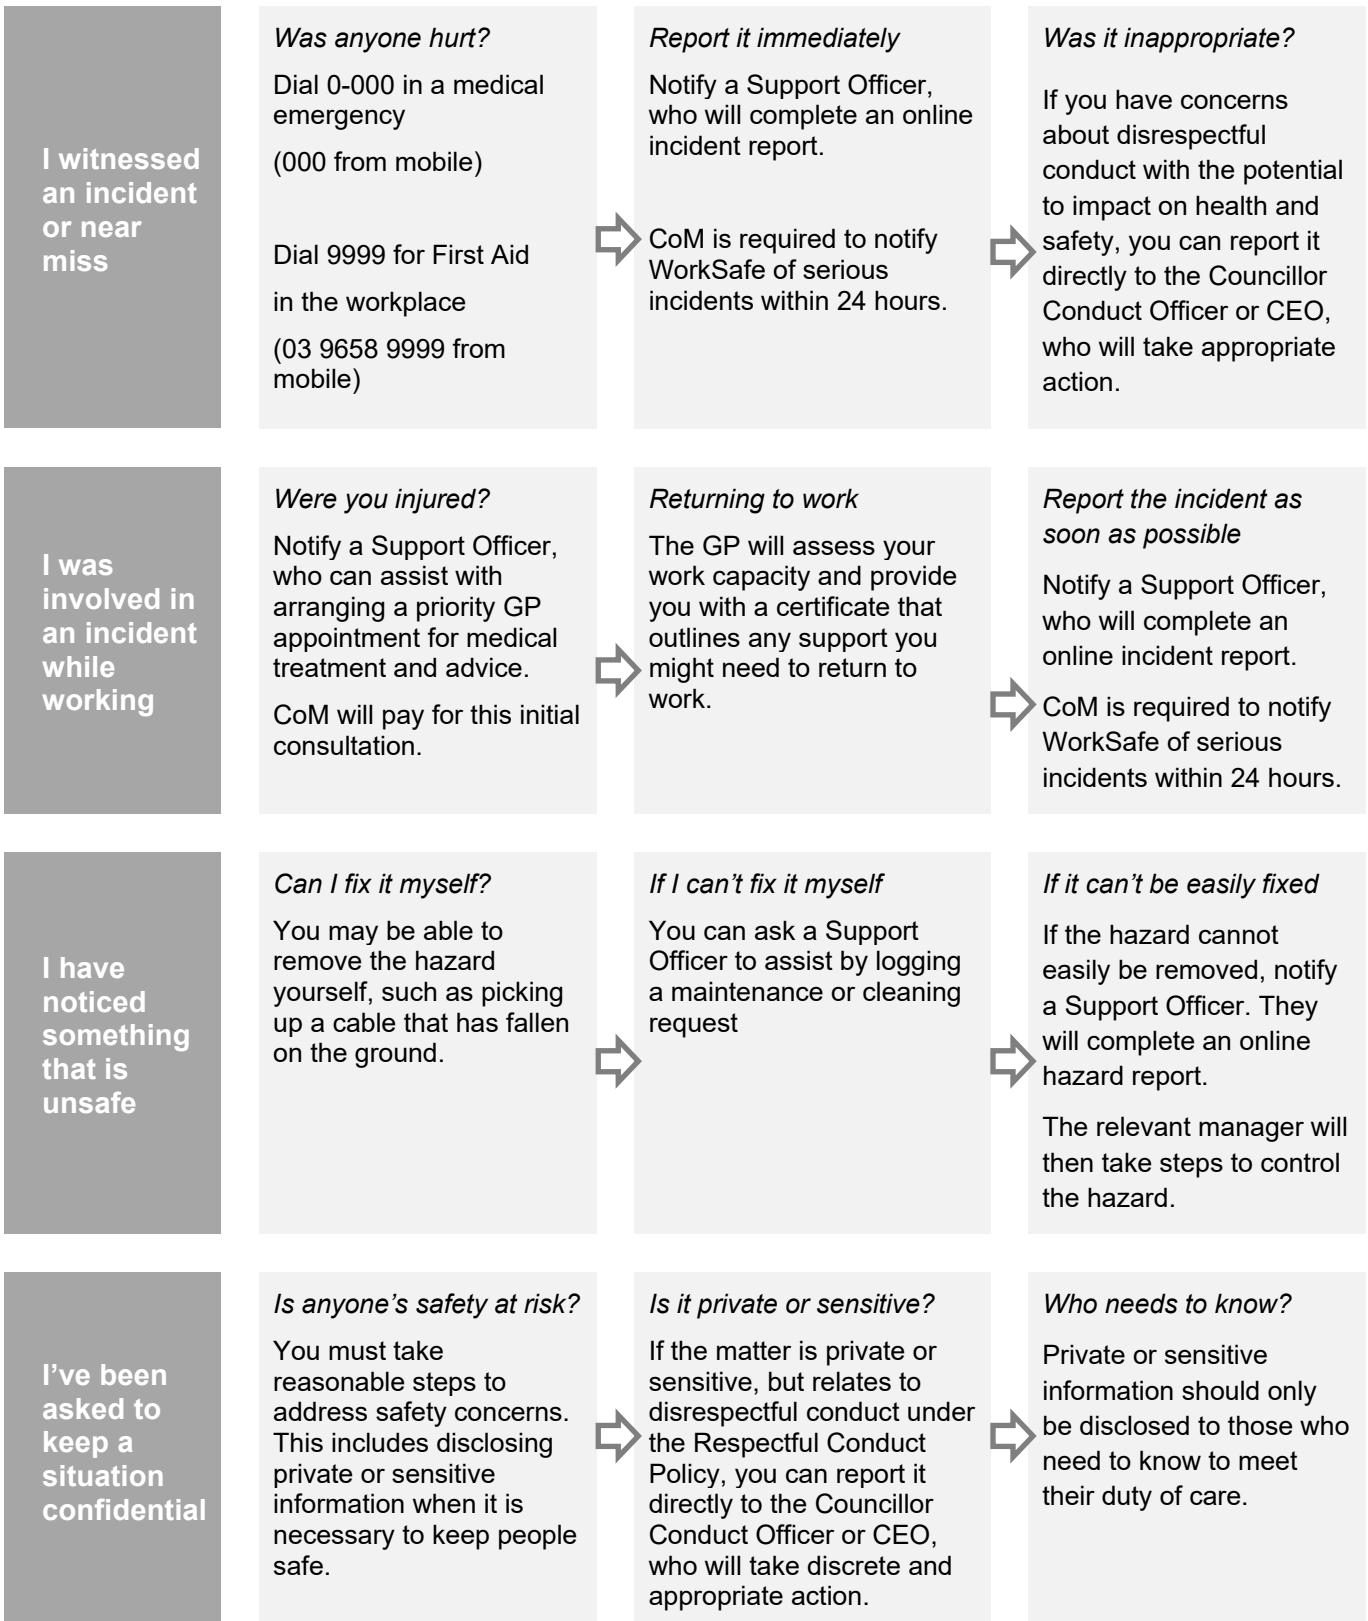 I witnessed
an incident
or near
miss
Was anyone hurt?
Dial 0-000 in a medical
emergency
(000 from mobile)
Dial 9999 for First Aid
in the workplace
(03 9658 9999 from
mobile)
Report it immediately
Notify a Support Officer,
who will complete an online
incident report.
CoM is required to notify
WorkSafe of serious
incidents within 24 hours.
Was it inappropriate?
If you have concerns
about disrespectful
conduct with the potential
to impact on health and
safety, you can report it
directly to the Councillor
Conduct Officer or CEO,
who will take appropriate
action.
I was
involved in
an incident
while
working
Were you injured?
Notify a Support Officer,
who can assist with
arranging a priority GP
appointment for medical
treatment and advice.
CoM will pay for this initial
consultation.
Returning to work
The GP will assess your
work capacity and provide
you with a certificate that
outlines any support you
might need to return to
work.
Report the incident as
soon as possible
Notify a Support Officer,
who will complete an
online incident report.
CoM is required to notify
WorkSafe of serious
incidents within 24 hours.
I have
noticed
something
that is
unsafe
Can I fix it myself?
You may be able to
remove the hazard
yourself, such as picking
up a cable that has fallen
on the ground.
If I can’t fix it myself
You can ask a Support
Officer to assist by logging
a maintenance or cleaning
request
If it can’t be easily fixed
If the hazard cannot
easily be removed, notify
a Support Officer. They
will complete an online
hazard report.
The relevant manager will
then take steps to control
the hazard.
I’ve been
asked to
keep a
situation
confidential
Is anyone’s safety at risk?
You must take
reasonable steps to
address safety concerns.
This includes disclosing
private or sensitive
information when it is
necessary to keep people
safe.
Is it private or sensitive?
If the matter is private or
sensitive, but relates to
disrespectful conduct under
the Respectful Conduct
Policy, you can report it
directly to the Councillor
Conduct Officer or CEO,
who will take discrete and
appropriate action.
Who needs to know?
Private or sensitive
information should only
be disclosed to those who
need to know to meet
their duty of care.